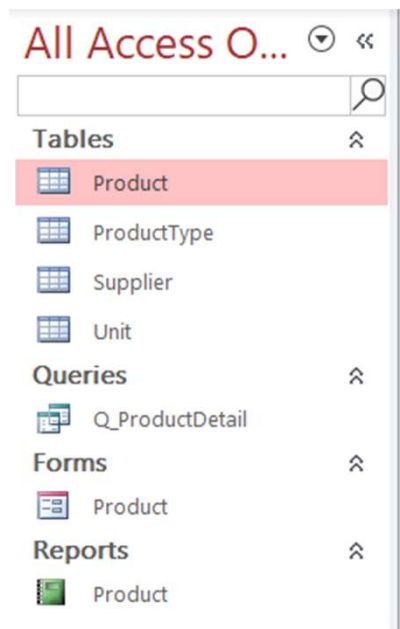 All Access O...
Tables
Product
ProductType
Supplier
Unit
Queries
Q_ProductDetail
Forms
Product
Reports
Product